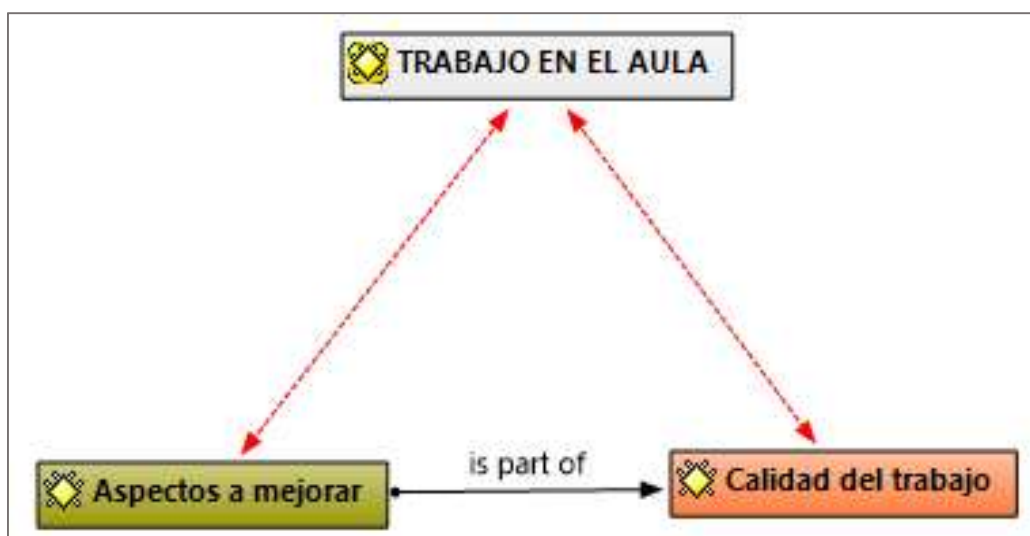 TRABAJO EN EL AULA
is part of
Aspectos a mejorar
Calidad del trabajo